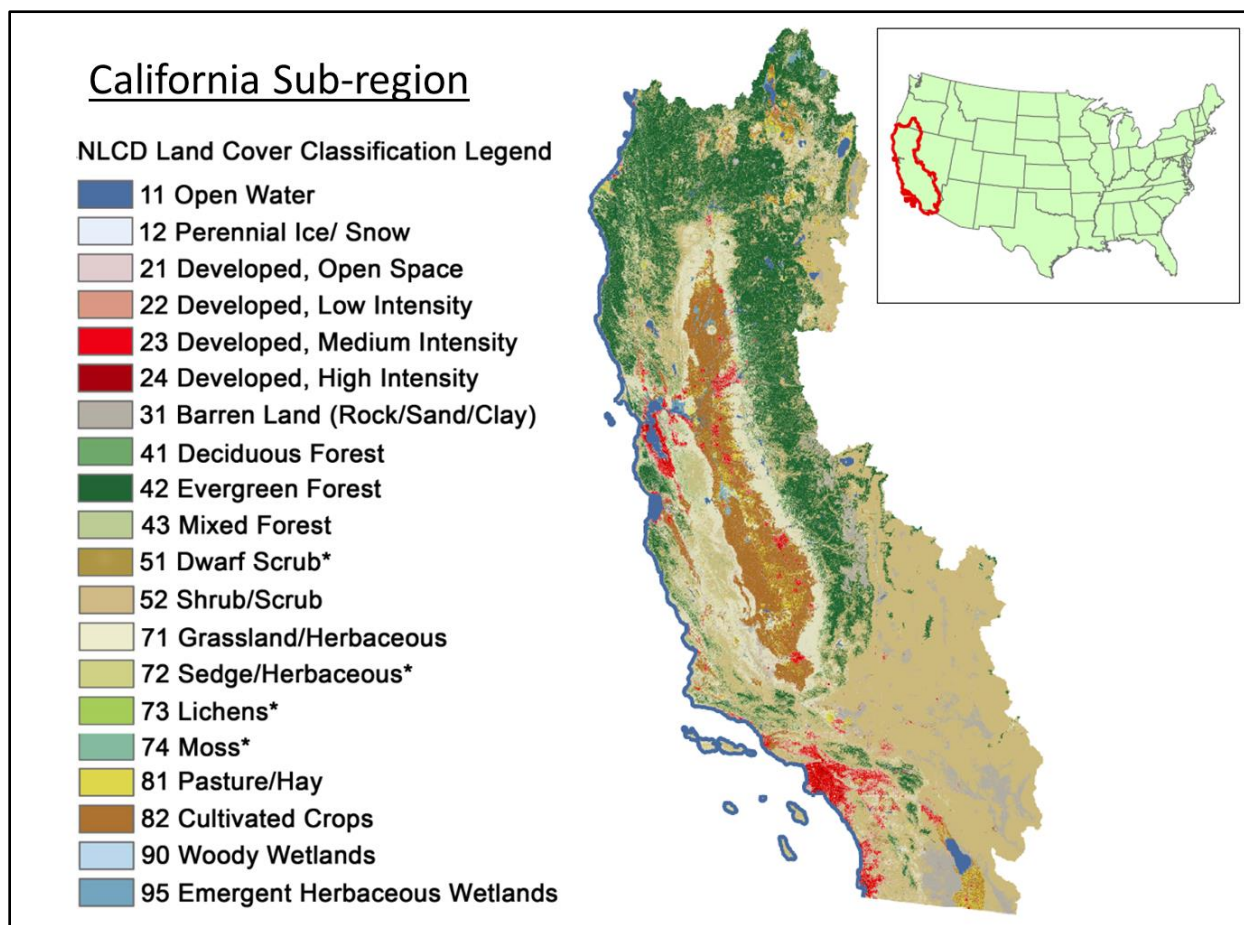 California Sub-region
NLCD Land Cover Classification Legend
11 Open Water
12 Perennial Ice/ Snow
21 Developed, Open Space
22 Developed, Low Intensity
23 Developed, Medium Intensity
24 Developed, High Intensity
31 Barren Land (Rock/Sand/Clay)
41 Deciduous Forest
42 Evergreen Forest
43 Mixed Forest
51 Dwarf Scrub*
52 Shrub/Scrub
71 Grassland/Herbaceous
72 Sedge/Herbaceous*
73 Lichens*
74 Moss*
81 Pasture/Hay
82 Cultivated Crops
90 Woody Wetlands
95 Emergent Herbaceous Wetlands